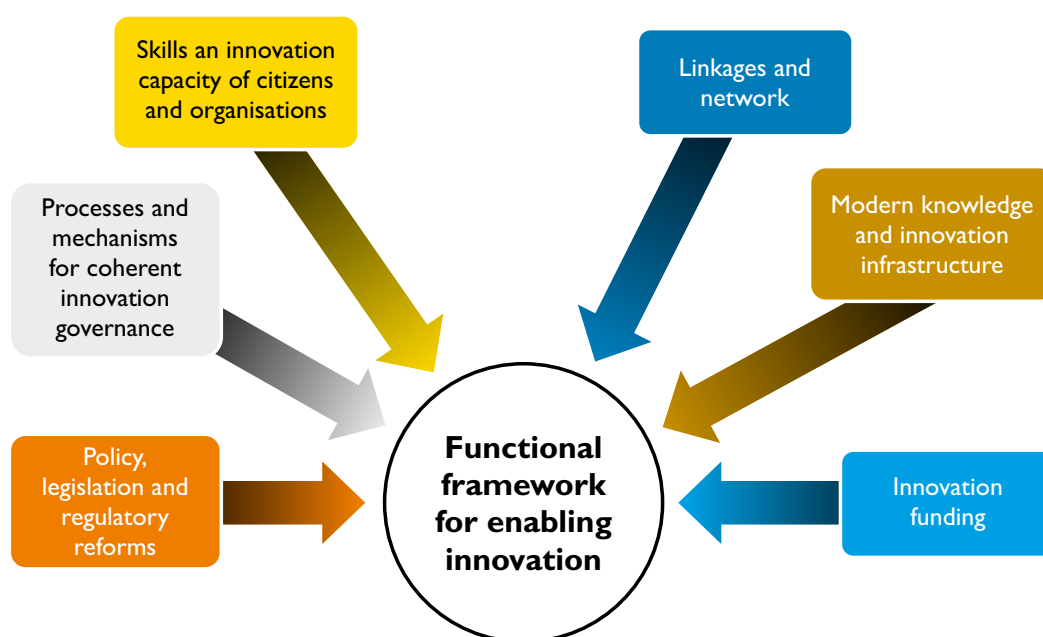 Skills an innovation
capacity of citizens
and organisations
Linkages and
network
Processes and
mechanisms
for coherent
innovation
governance
Modern knowledge
and innovation
infrastructure
Policy,
legislation and
regulatory
reforms
Functional
framework
for enabling
innovation
Innovation
funding